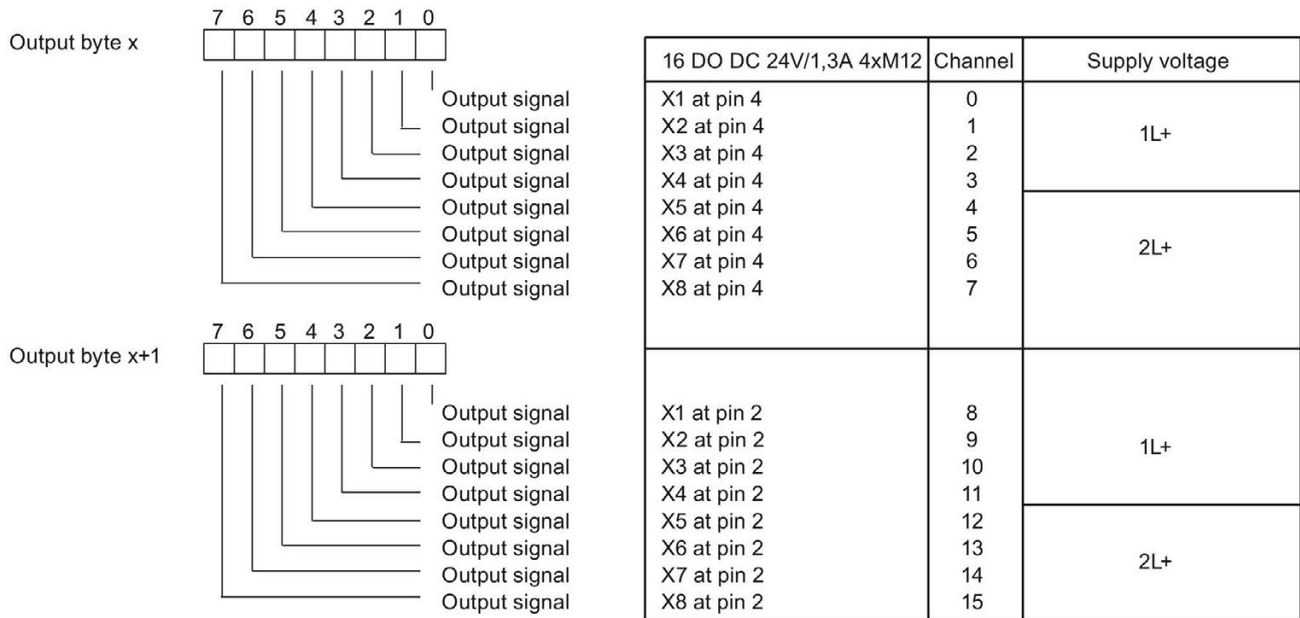 7 6 5 4 3 2 1 0
Output byte x
16 DO DC 24V/1,3A 4xM12 Channel Supply voltage
Output signal X1 at pin 4 0
Output signal X2 at pin 4 1
1L+
Output signal X3 at pin 4 2
Output signal X4 at pin 4 3
Output signal X5 at pin 4 4
Output signal X6 at pin 4 5
2L+
Output signal X7 at pin 4 6
Output signal X8 at pin 4 7
7 6 5 4 3 2 1 0
Output byte x+1
Output signal X1 at pin 2 8
Output signal X2 at pin 2 9
1L+
Output signal X3 at pin 2 10
Output signal X4 at pin 2 11
Output signal X5 at pin 2 12
Output signal X6 at pin 2 13
2L+
Output signal X7 at pin 2 14
Output signal X8 at pin 2 15